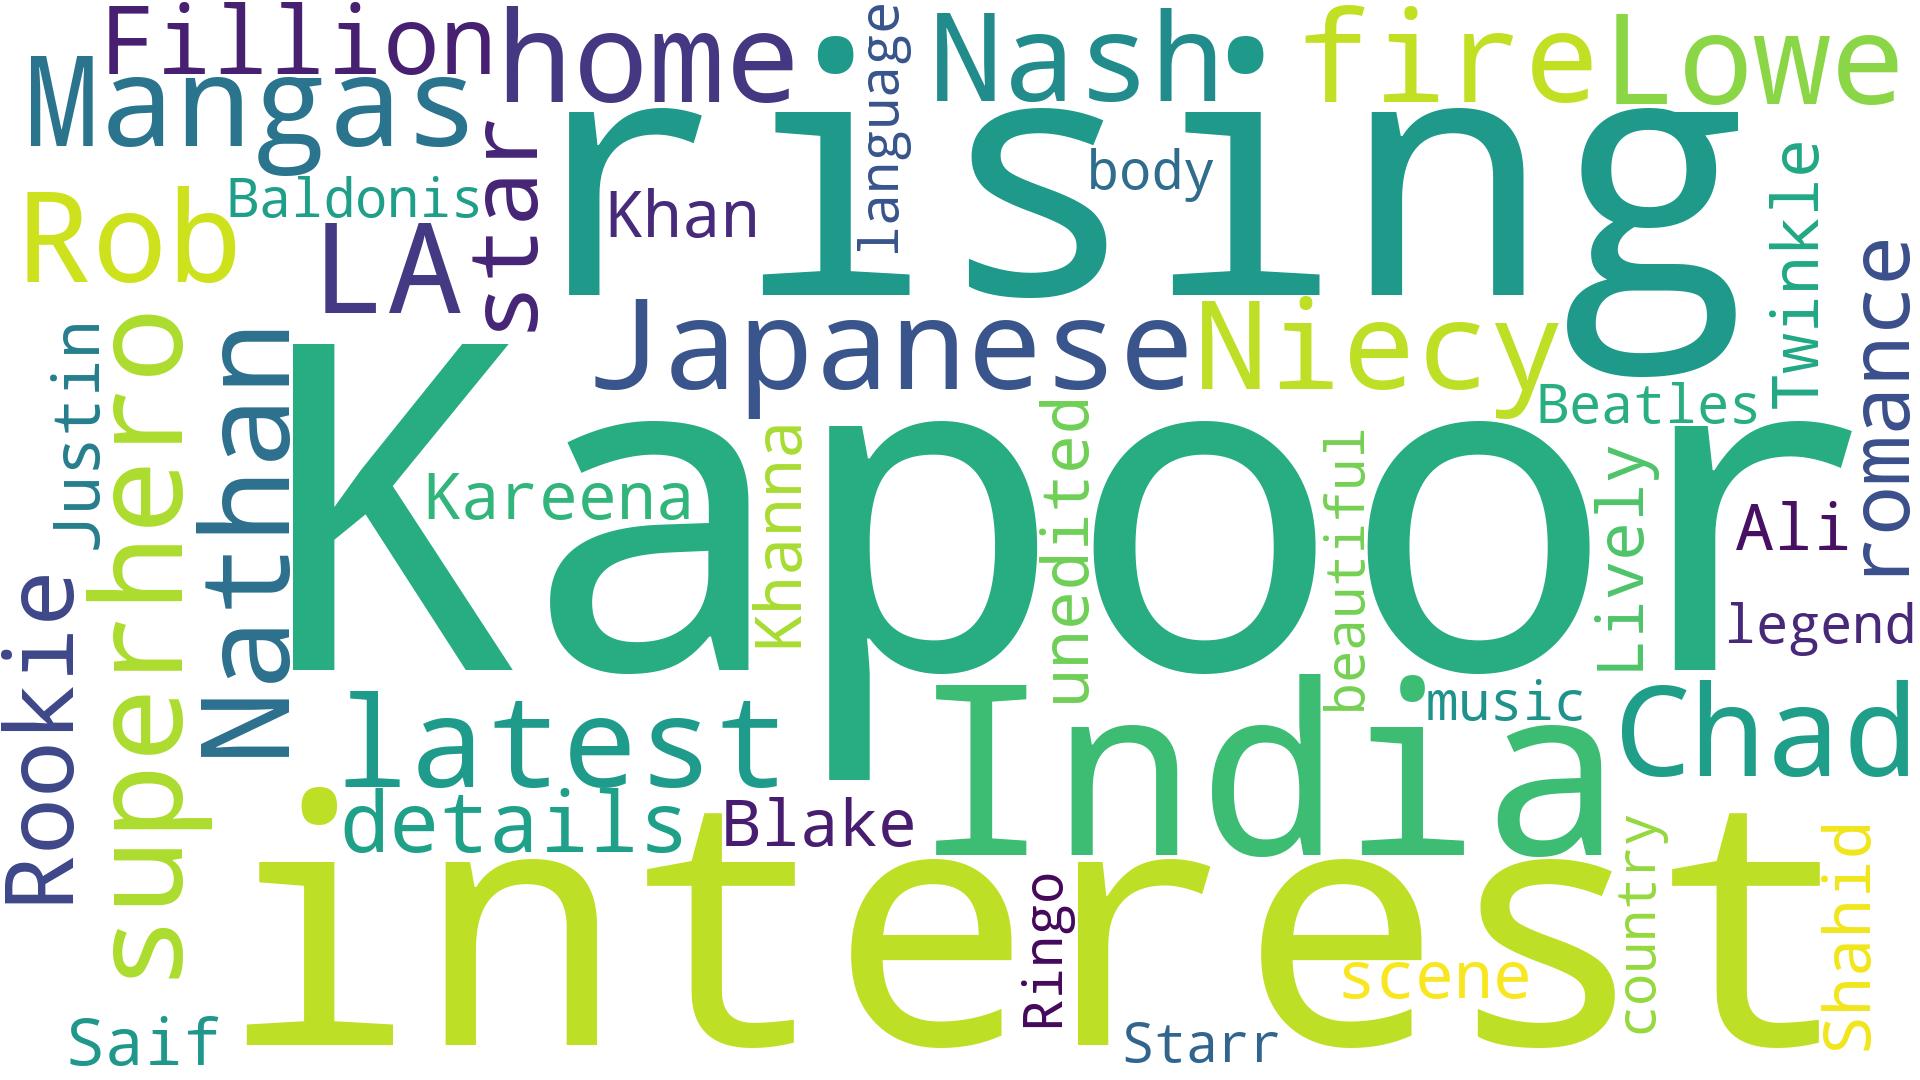 Fillion
home
language
Nash
fire
Lowe
Mangas
star
rising
body
Twinkle
Rob
Baldonis
Khan
LA
romance
Justin
superhero
Nathan
Japanese
Niecy
Beatles
Kapoor
Kareena
Khanna
unedited
beautiful
Lively
Ali
Rookie
legend
latest
India
music
Chad
details
Blake
interest
Ringo
scene
country
Shahid
Saif
Starr